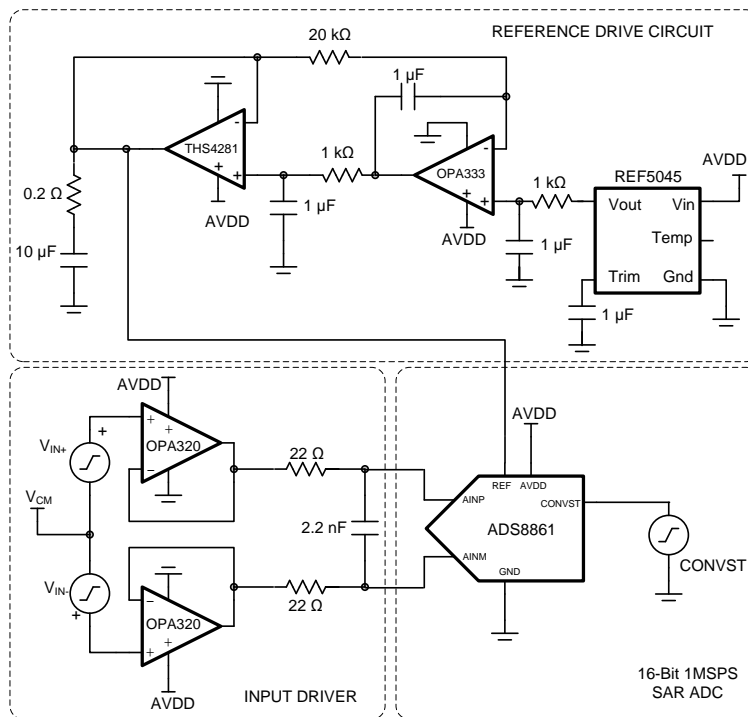 REFERENCE DRIVE CIRCUIT
20 kΩ
1 µF
-
THS4281
+
+
AVDD
1 kΩ
1 µF
-
OPA333
+
+
AVDD
1 kΩ
1 µF
REF5045
AVDD
Vout
Vin
Temp
Trim
Gnd
1 µF
0.2 Ω
10 µF
AVDD
+
VIN+
+
+
-
OPA320
22 Ω
VCM
2.2 nF
VIN-
+
-
+
+
OPA320
22 Ω
AVDD
INPUT DRIVER
AVDD
REF
AVDD
AINP
CONVST
ADS8861
AINM
GND
CONVST
16-Bit 1MSPS
SAR ADC